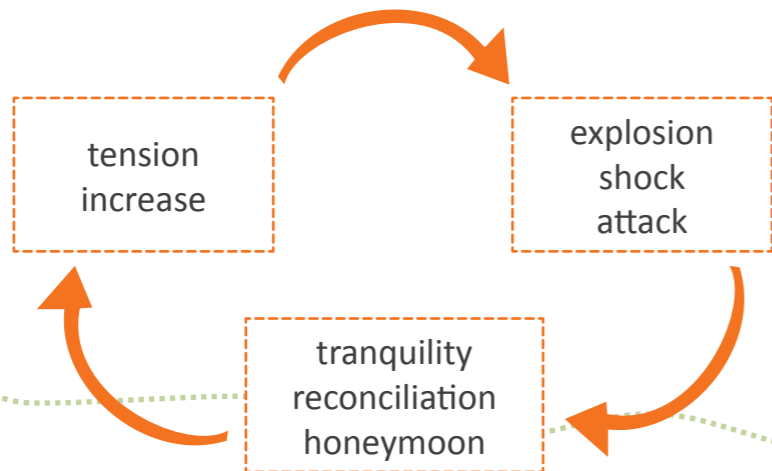 tension
increase
explosion
shock
attack
tranquility
reconciliation
honeymoon